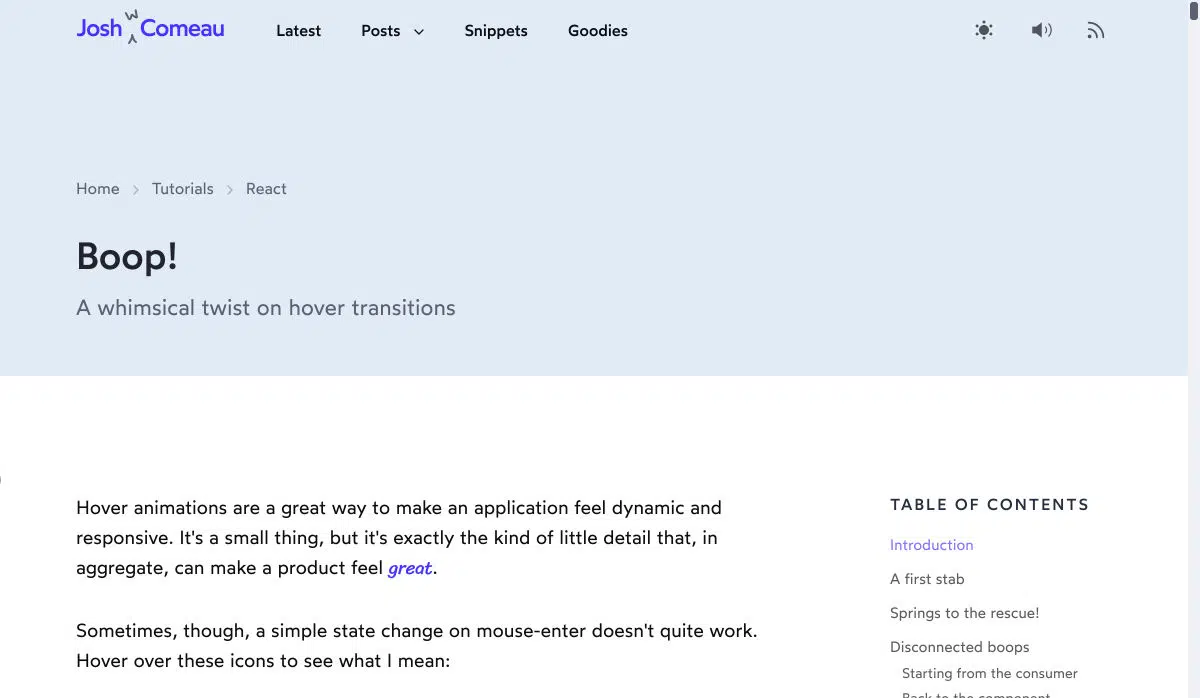 Josh W Comeau
Latest
Posts
Snippets
Goodies
Home
Tutorials
React
Boop!
A whimsical twist on hover transitions
Hover animations are a great way to make an application feel dynamic and
responsive. It's a small thing, but it's exactly the kind of little detail that, in
aggregate, can make a product feel great.
Sometimes, though, a simple state change on mouse-enter doesn't quite work.
Hover over these icons to see what I mean:
TABLE OF CONTENTS
Introduction
A first stab
Springs to the rescue!
Disconnected boops
Starting from the consumer
Back to the component